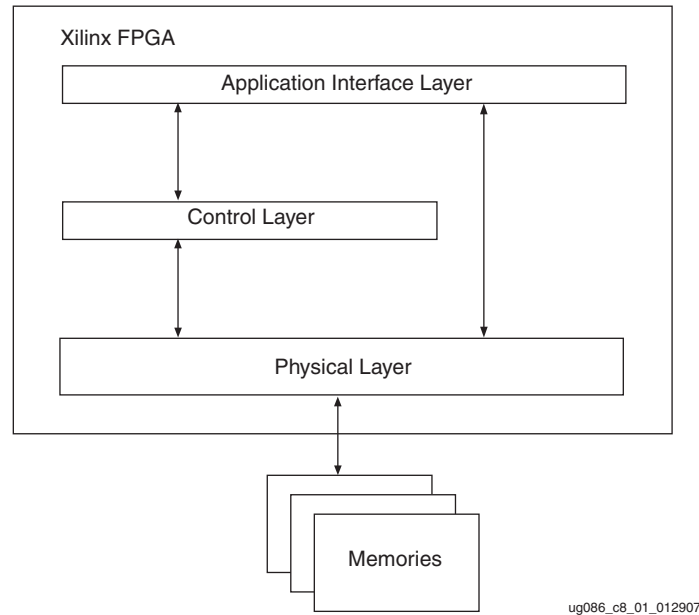 Xilinx FPGA
Application Interface Layer
Control Layer
Physical Layer
Memories
ug086_c8_01_012907